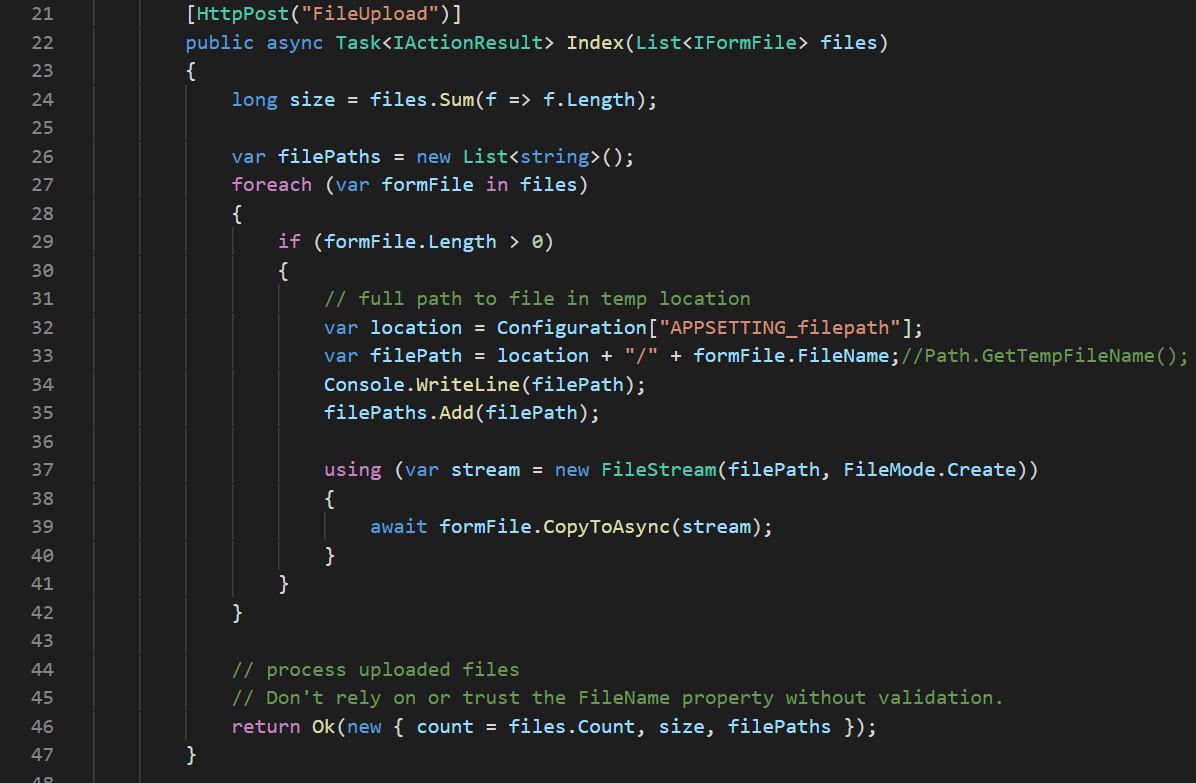 21 [HttpPost("FileUpload")]
22 public async Task<IActionResult> Index(List<IFormFile> files)
23 {
24 long size = files.Sum(f => f.Length);
25
26 var filePaths = new List<string>();
27 foreach (var formFile in files)
28 {
29 if (formFile.Length > 0)
30 {
31 // full path to file in temp location
32 var location = Configuration["APPSETTING_filepath"];
33 var filePath = location + "/" + formFile.FileName;//Path.GetTempFileName();
34 Console.WriteLine(filePath);
35 filePaths.Add(filePath);
36
37 using (var stream = new FileStream(filePath, FileMode.Create))
38 {
39 await formFile.CopyToAsync(stream);
40 }
41 }
42 }
43
44 // process uploaded files
45 // Don't rely on or trust the FileName property without validation.
46 return Ok(new { count = files.Count, size, filePaths });
47 }
48